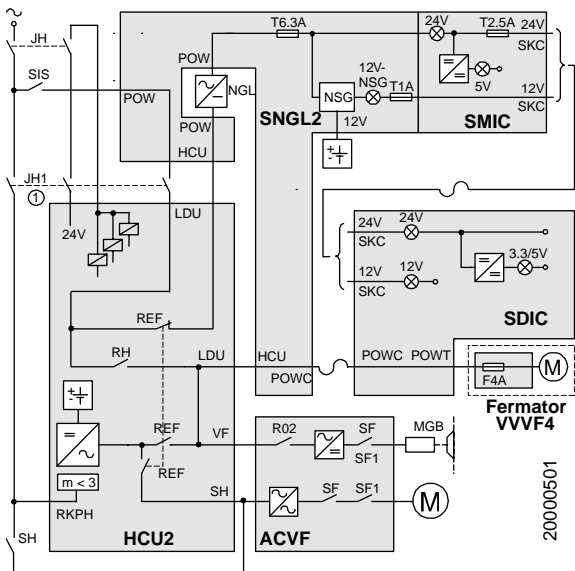 T6.3A
24V
T2.5A
24V
SKC
JH
POW
SIS
NGL
12V-
NSG
T1A
5V
12V
SKC
POW
NSG
SNGL2
SMIC
POW
12V
HCU
JH1
1
LDU
24V
24V
24V
SKC
3.3/5V
12V
12V
SKC
REF
SDIC
RH
LDU
HCU
POWC
POWC
POWT
F4A
M
Fermator
VVVF4
REF
VF
R02
SF
SF1
MGB
REF
m < 3
RKPH
SH
SF
SF1
M
SH
HCU2
ACVF
20000501